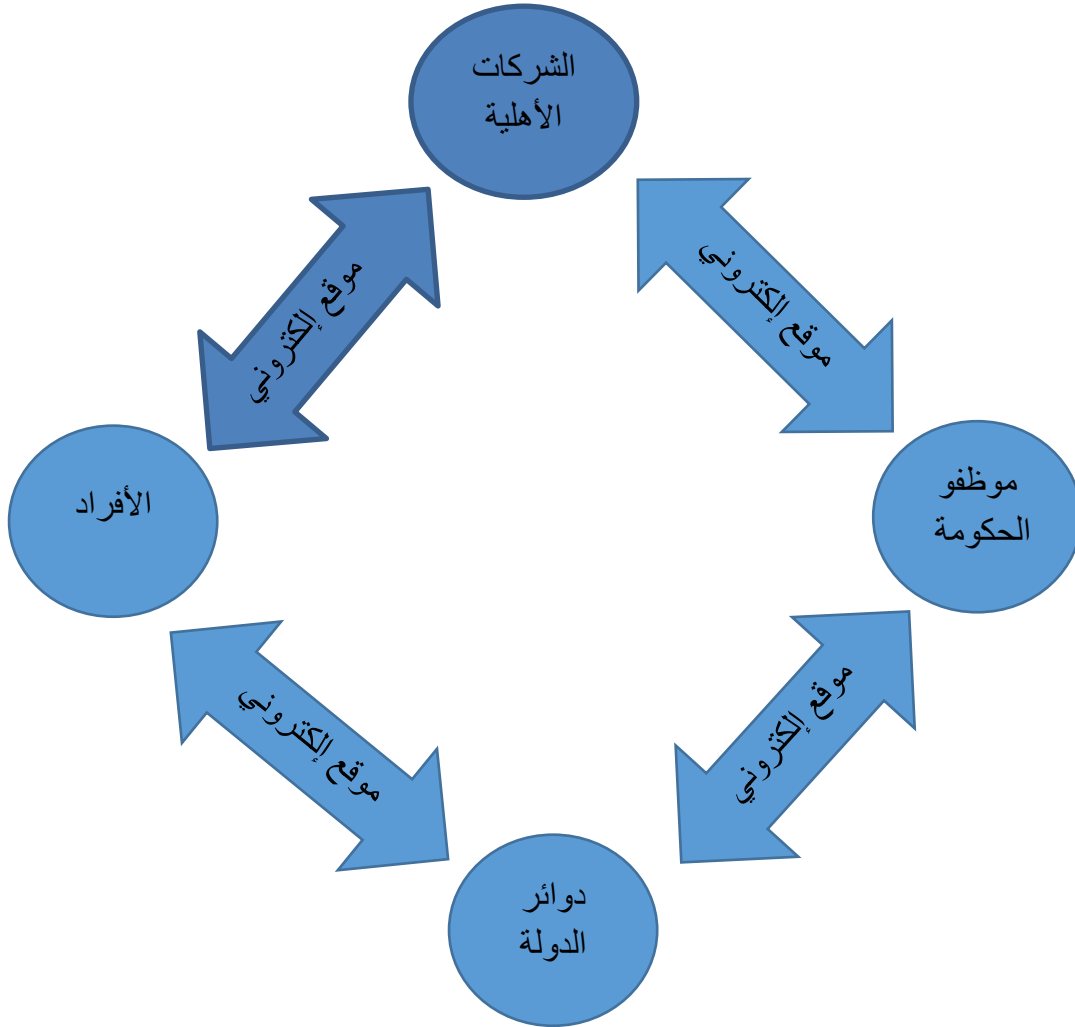 الشركات
الأهلية
موقع إلكتروني
موقع إلكتروني
موظفو
الحكومة
الأفراد
موقع إلكتروني
موقع إلكتروني
دوائر
الدولة